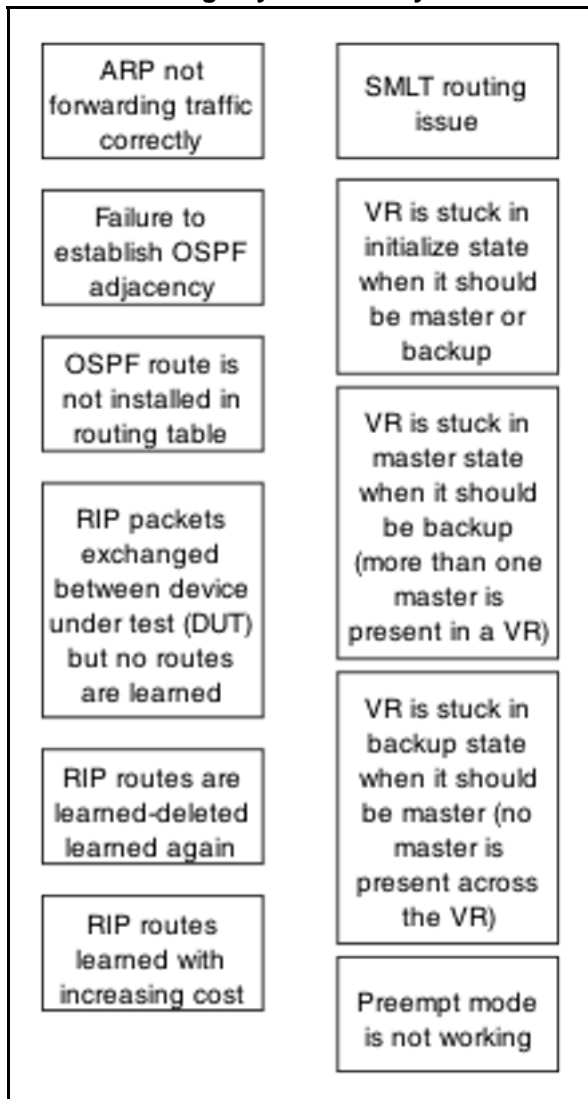 ARP not
forwarding traffic
correctly
Failure to
establish OSPF
adjacency
OSPF route is
not installed in
routing table
RIP packets
exchanged
between device
under test (DUT)
but no routes
are learned
RIP routes are
learned-deleted
learned again
RIP routes
learned with
increasing cost
SMLT routing
issue
VR is stuck in
initialize state
when it should
be master or
backup
VR is stuck in
master state
when it should
be backup
(more than one
master is
present in a VR)
VR is stuck in
backup state
when it should
be master (no
master is
present across
the VR)
Preempt mode
is not working